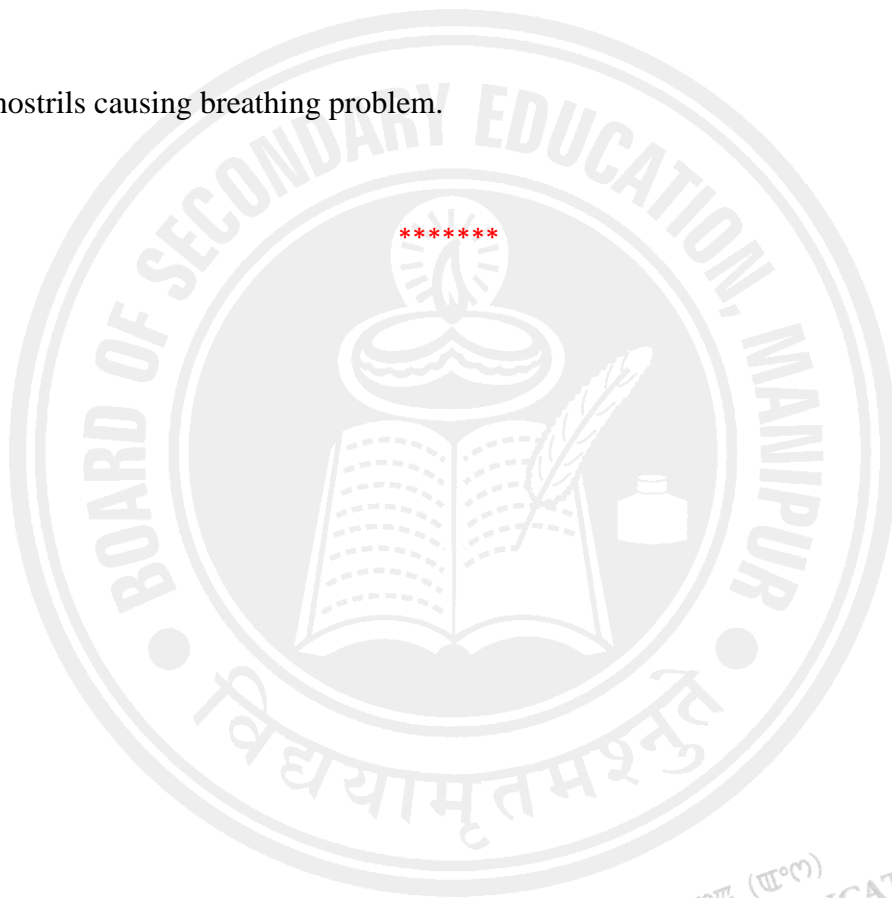 nostrils causing breathing problem.
*******
BOARD OF SECONDARY EDUCATION, MANIPUR
विद्ययामृतमश्नुते